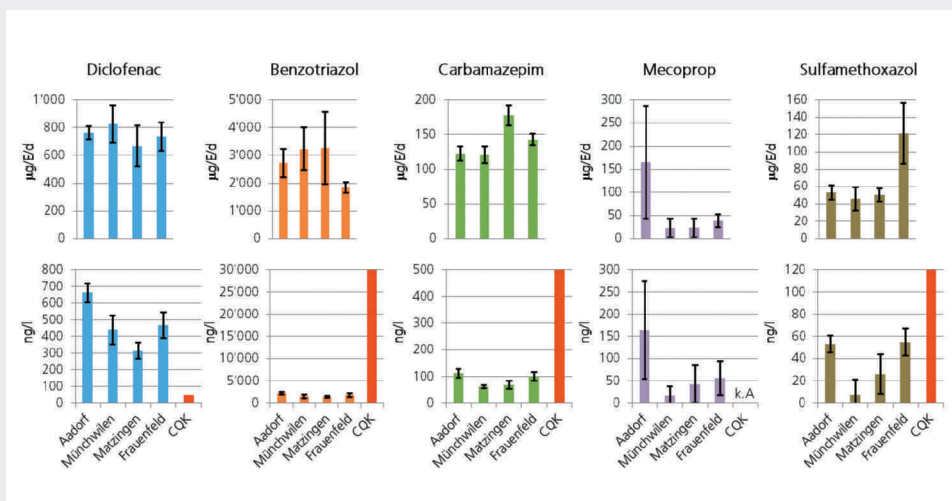 Diclofenac
Benzotriazol
Carbamazepim
Mecoprop
Sulfamethoxazol
µg/E/d
1'000
800
600
400
200
0
µg/E/d
5'000
4'000
3'000
2'000
1'000
0
µg/E/d
200
150
100
50
0
µg/E/d
300
250
200
150
100
50
0
µg/E/d
160
140
120
100
80
60
40
20
0
ng/l
800
700
600
500
400
300
200
100
0
Aadorf
Münchwilen
Matzingen
Frauenfeld
CQK
ng/l
30'000
25'000
20'000
15'000
10'000
5'000
0
Aadorf
Münchwilen
Matzingen
Frauenfeld
CQK
ng/l
500
400
300
200
100
0
Aadorf
Münchwilen
Matzingen
Frauenfeld
CQK
ng/l
300
250
200
150
100
50
0
k.A
Aadorf
Münchwilen
Matzingen
Frauenfeld
CQK
ng/l
120
100
80
60
40
20
0
Aadorf
Münchwilen
Matzingen
Frauenfeld
CQK